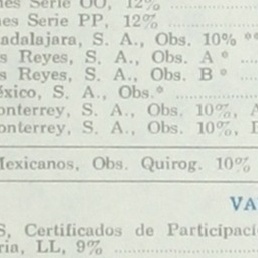 es Serie OO, 12%
es Serie PP, 12%
adalajara, S. A., Obs. 10% **
s Reyes, S. A., Obs. A *
s Reyes, S. A., Obs. B *
éxico, S. A., Obs.*
onterrey, S. A., Obs. 10%, A
onterrey, S. A., Obs. 10%,
Mexicanos, Obs. Quirog. 10%
VA
S, Certificados de Participaci
ria, LL, 9%